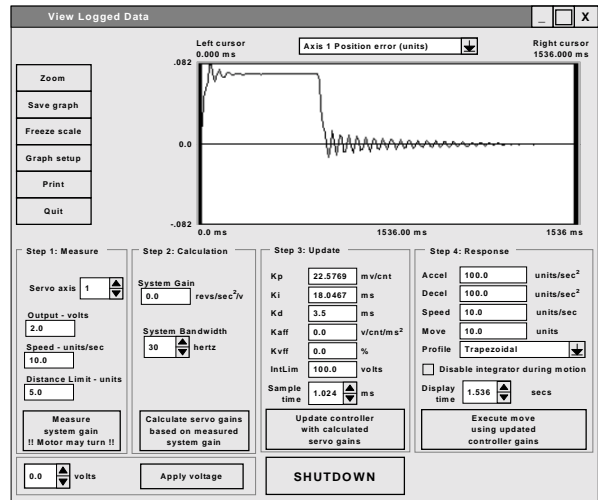 View Logged Data
_ X
Left cursor
0.000 ms
Axis 1 Position error (units)
Right cursor
1536.000 ms
.082
0.0
-.082
0.0 ms
1536.00 ms
1536 ms
Zoom
Save graph
Freeze scale
Graph setup
Print
Quit
Step 1: Measure
Servo axis 1
Output - volts
2.0
Speed - units/sec
10.0
Distance Limit - units
5.0
Measure
system gain
!! Motor may turn !!
Step 2: Calculation
System Gain
0.0 revs/sec²/v
System Bandwidth
30 hertz
Calculate servo gains
based on measured
system gain
Step 3: Update
Kp 22.5769 mv/cnt
Ki 18.0467 ms
Kd 3.5 ms
Kaff 0.0 v/cnt/ms²
Kvff 0.0 %
IntLim 100.0 volts
Sample
time 1.024 ms
Update controller
with calculated
servo gains
Step 4: Response
Accel 100.0 units/sec²
Decel 100.0 units/sec²
Speed 10.0 units/sec
Move 10.0 units
Profile Trapezoidal
Disable integrator during motion
Display
time 1.536 secs
Execute move
using updated
controller gains
0.0 volts
Apply voltage
SHUTDOWN